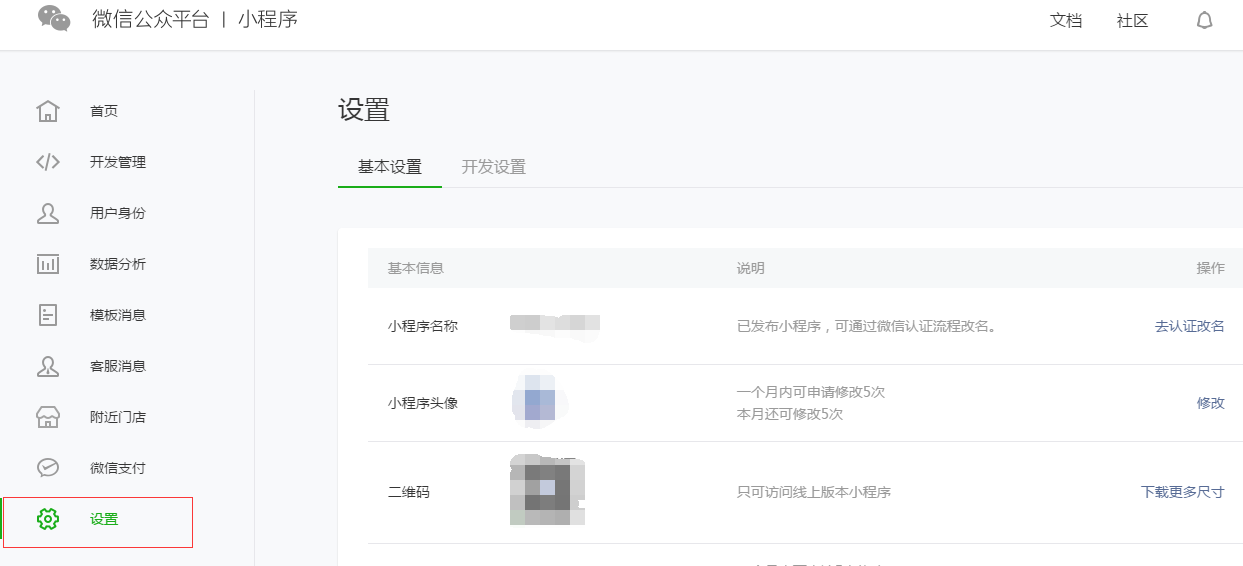 微信公众平台 | 小程序
文档
社区
首页
开发管理
用户身份
数据分析
模板消息
客服消息
附近门店
微信支付
设置
设置
基本设置
开发设置
基本信息
说明
操作
小程序名称
已发布小程序，可通过微信认证流程改名。
去认证改名
小程序头像
一个月内可申请修改5次
本月还可修改5次
修改
二维码
只可访问线上版本小程序
下载更多尺寸